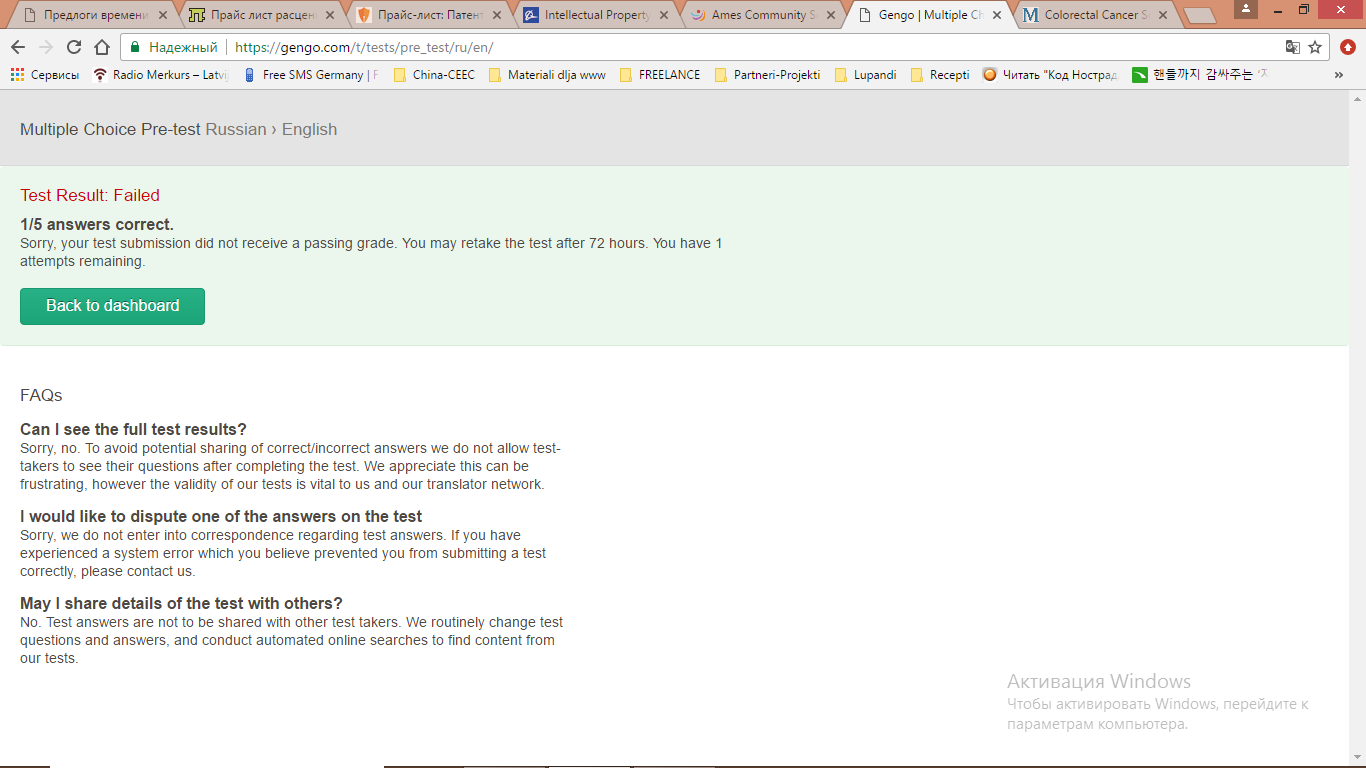 Предлоги времени
Прайс лист расцен
Прайс-лист: Патент
Intellectual Property
Ames Community S
Gengo | Multiple Ch
Colorectal Cancer S
Надежный
https://gengo.com/t/tests/pre_test/ru/en/
Сервисы
Radio Merkurs – Latvi
Free SMS Germany | F
China-CEEC
Materiali dlja www
FREELANCE
Partneri-Projekti
Lupandi
Recepti
Читать "Код Нострад
핸들까지 감싸주는 '
»
Multiple Choice Pre-test Russian › English
Test Result: Failed
1/5 answers correct.
Sorry, your test submission did not receive a passing grade. You may retake the test after 72 hours. You have 1
attempts remaining.
Back to dashboard
FAQs
Can I see the full test results?
Sorry, no. To avoid potential sharing of correct/incorrect answers we do not allow test-
takers to see their questions after completing the test. We appreciate this can be
frustrating, however the validity of our tests is vital to us and our translator network.
I would like to dispute one of the answers on the test
Sorry, we do not enter into correspondence regarding test answers. If you have
experienced a system error which you believe prevented you from submitting a test
correctly, please contact us.
May I share details of the test with others?
No. Test answers are not to be shared with other test takers. We routinely change test
questions and answers, and conduct automated online searches to find content from
our tests.
Активация Windows
Чтобы активировать Windows, перейдите к
параметрам компьютера.